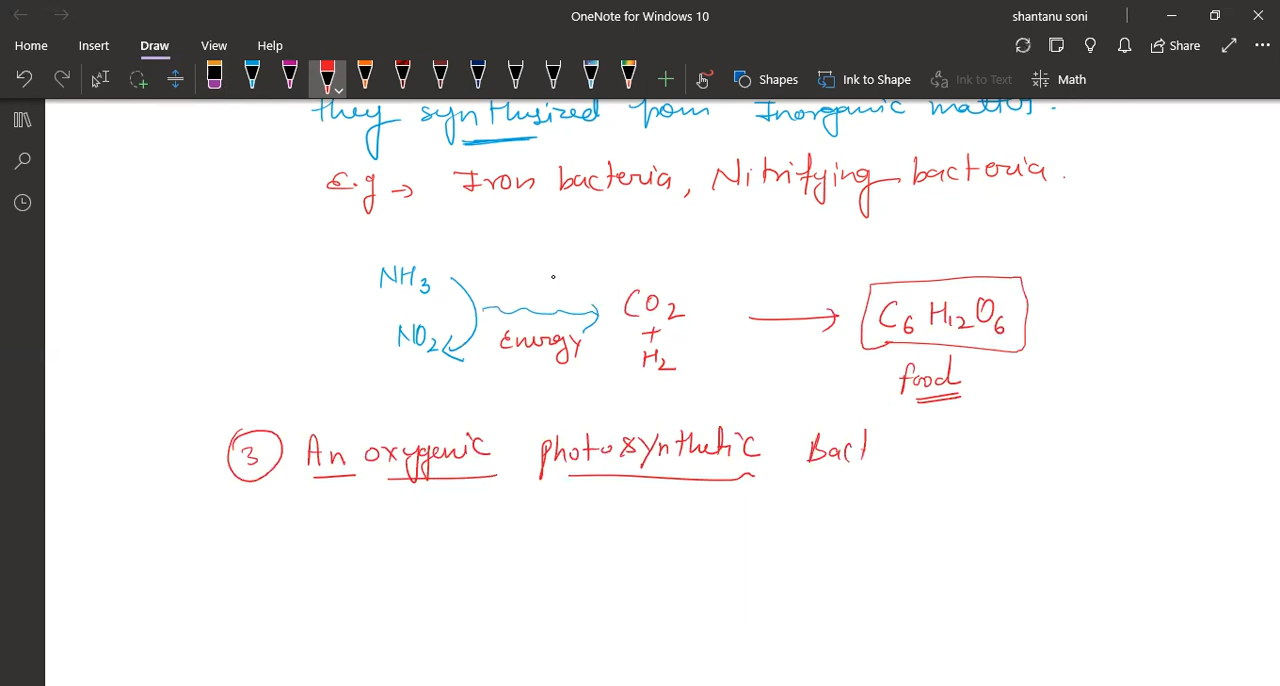 OneNote for Windows 10
shantanu soni
Home Insert Draw View Help
Share
Shapes Ink to Shape Ink to Text Math
they synthesized from Inorganic matter.
E.g → Iron bacteria, Nitrifying bacteria.
NH3
NO2
Energy
CO2
+
H2
→ C6 H12 O6
food
3 An oxygenic photosynthetic Bact